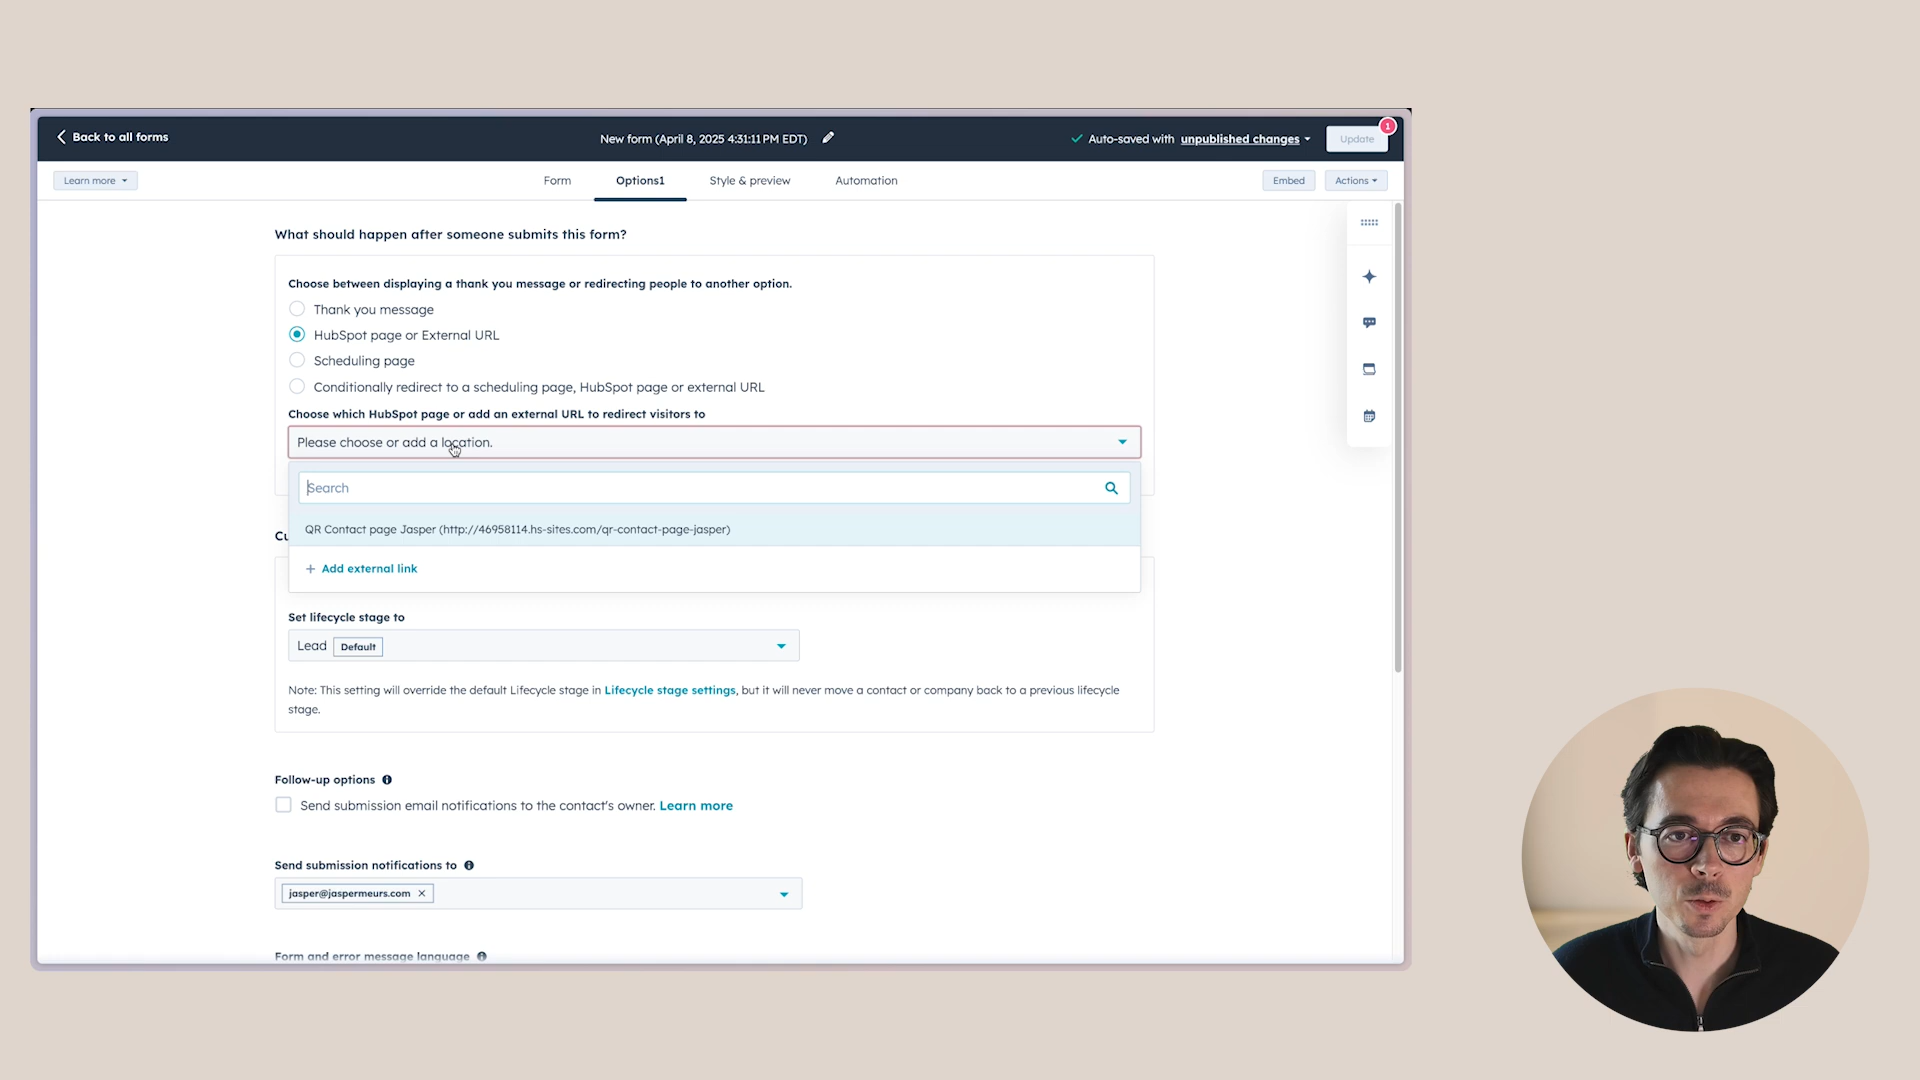 Back to all forms
New form (April 8, 2025 4:31:11 PM EDT)
Auto-saved with unpublished changes
Update
1
Learn more
Form
Options1
Style & preview
Automation
Embed
Actions
What should happen after someone submits this form?
Choose between displaying a thank you message or redirecting people to another option.
Thank you message
HubSpot page or External URL
Scheduling page
Conditionally redirect to a scheduling page, HubSpot page or external URL
Choose which HubSpot page or add an external URL to redirect visitors to
Please choose or add a location.
Search
QR Contact page Jasper (http://46958114.hs-sites.com/qr-contact-page-jasper)
Cu
+ Add external link
Set lifecycle stage to
Lead Default
Note: This setting will override the default Lifecycle stage in Lifecycle stage settings, but it will never move a contact or company back to a previous lifecycle
stage.
Follow-up options
Send submission email notifications to the contact's owner. Learn more
Send submission notifications to
jasper@jaspermeurs.com
Form and error message language